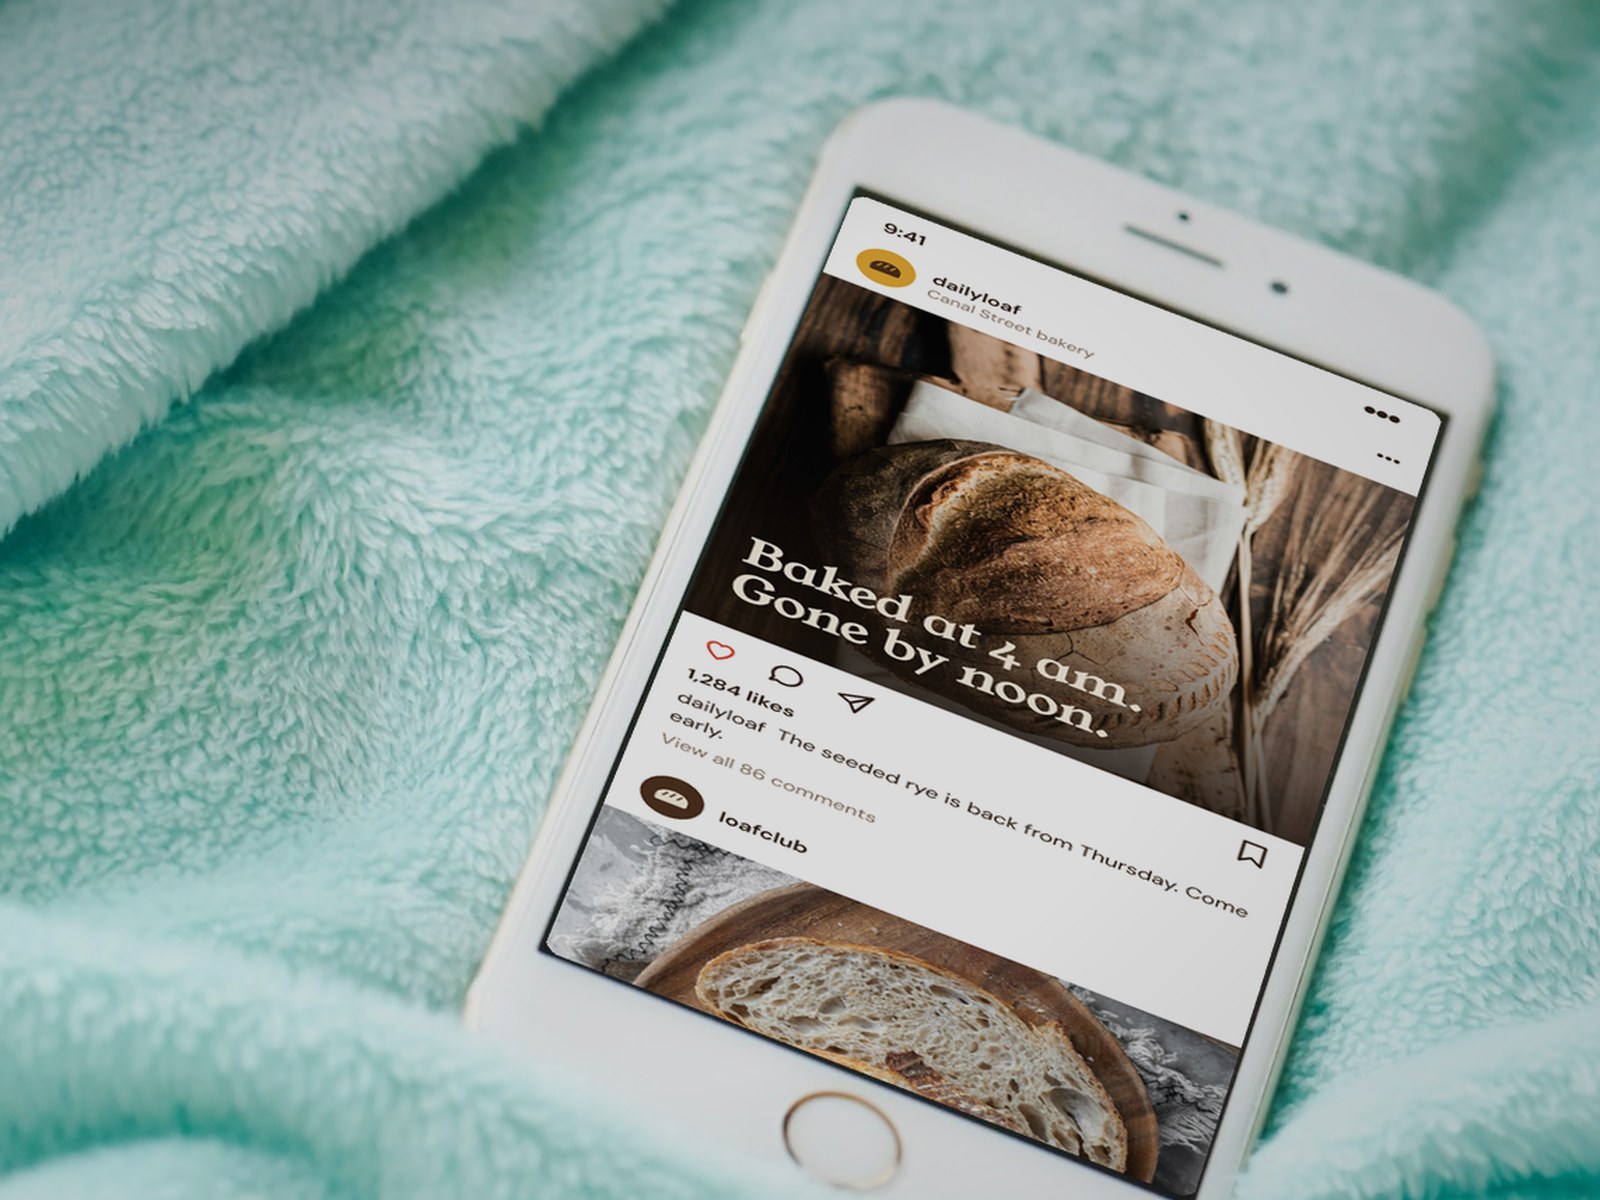 9:41
dailyloaf
Canal Street bakery
Baked at 4 am.
Gone by noon.
1,284 likes
dailyloaf The seeded rye is back from Thursday. Come
early.
View all 86 comments
loafclub